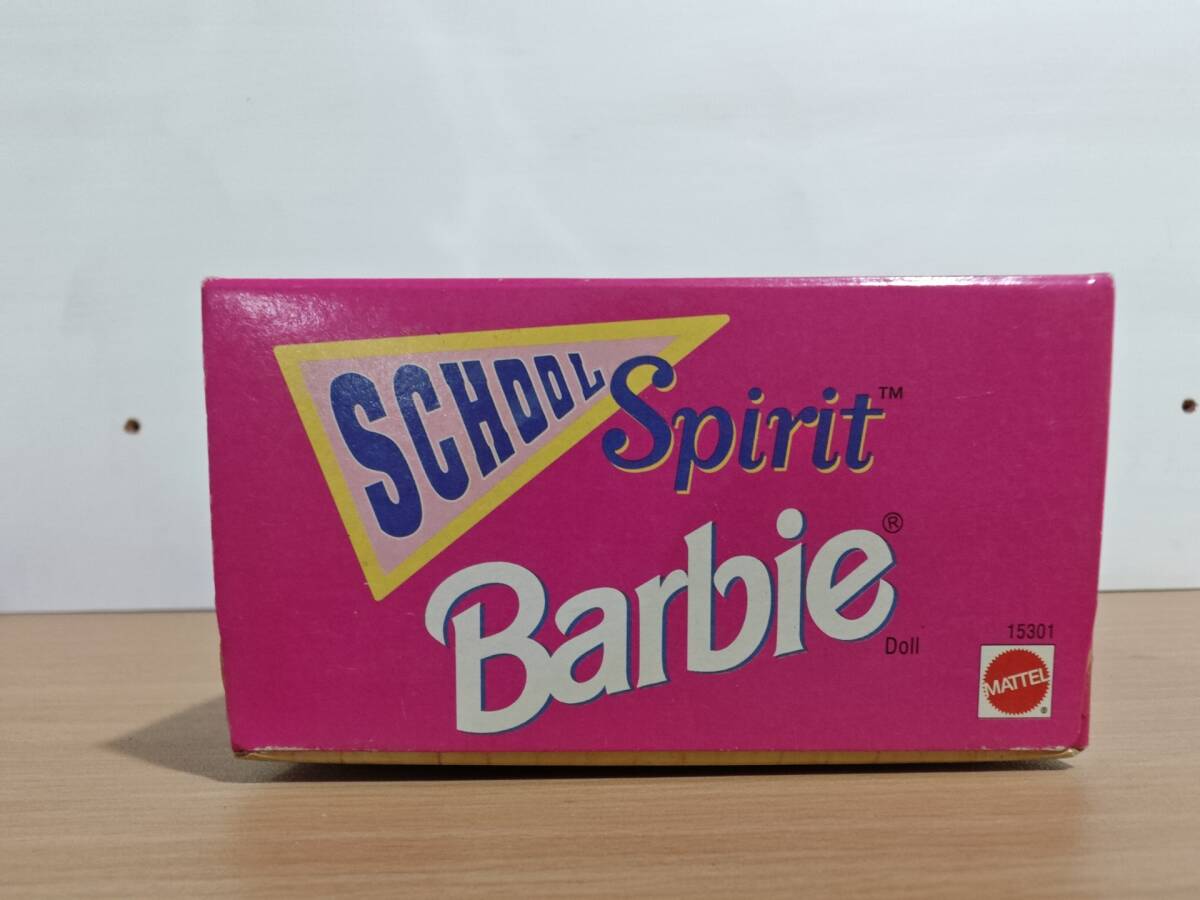 SCHOOL Spirit™
Barbie®
Doll
15301
MATTEL®